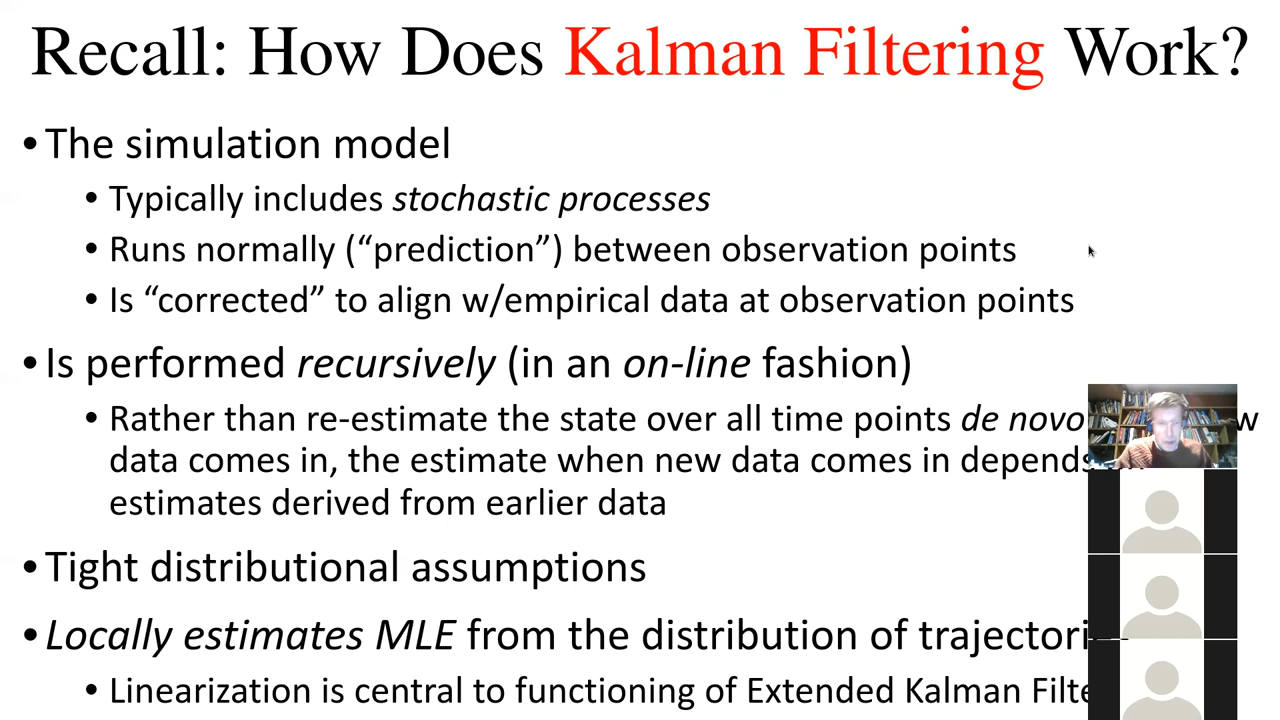 Recall: How Does Kalman Filtering Work?
• The simulation model
• Typically includes stochastic processes
• Runs normally (“prediction”) between observation points
• Is “corrected” to align w/empirical data at observation points
• Is performed recursively (in an on-line fashion)
• Rather than re-estimate the state over all time points de novo
data comes in, the estimate when new data comes in depends
estimates derived from earlier data
• Tight distributional assumptions
• Locally estimates MLE from the distribution of
• Linearization is central to functioning of Extended Kalman